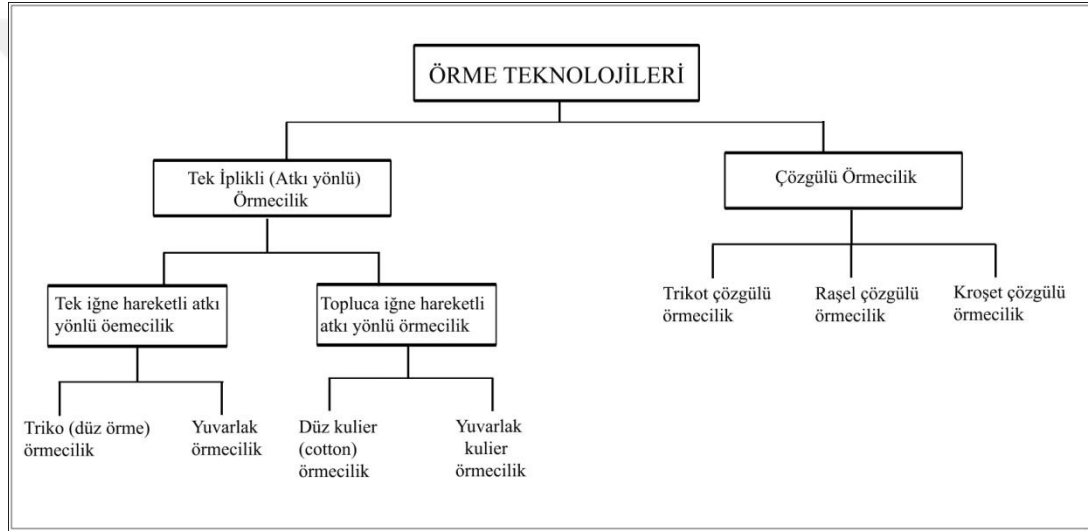 ÖRME TEKNOLOJİLERİ
Tek İplikli (Atkı yönlü)
Örmecilik
Çözgülü Örmecilik
Tek iğne hareketli atkı
yönlü öemecilik
Topluca iğne hareketli
atkı yönlü örmecilik
Trikot çözgülü
örmecilik
Raşel çözgülü
örmecilik
Kroşet çözgülü
örmecilik
Triko (düz örme)
örmecilik
Yuvarlak
örmecilik
Düz kulier
(cotton)
örmecilik
Yuvarlak
kulier
örmecilik